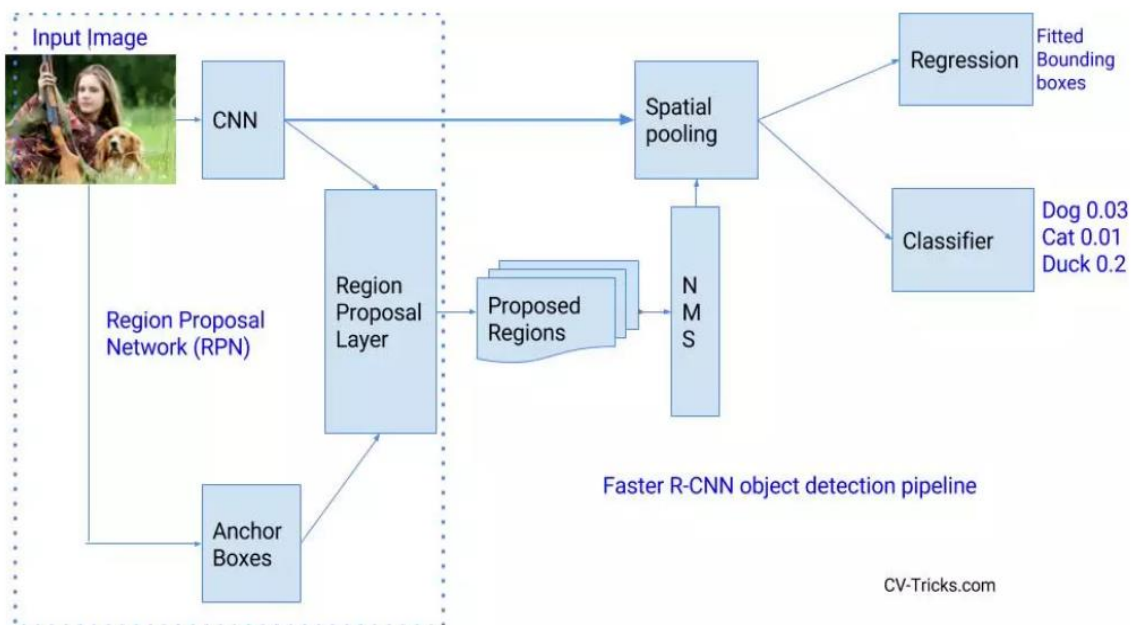 Input Image
CNN
Region Proposal
Network (RPN)
Region
Proposal
Layer
Anchor
Boxes
Proposed
Regions
N
M
S
Spatial
pooling
Regression
Fitted
Bounding
boxes
Classifier
Dog 0.03
Cat 0.01
Duck 0.2
Faster R-CNN object detection pipeline
CV-Tricks.com